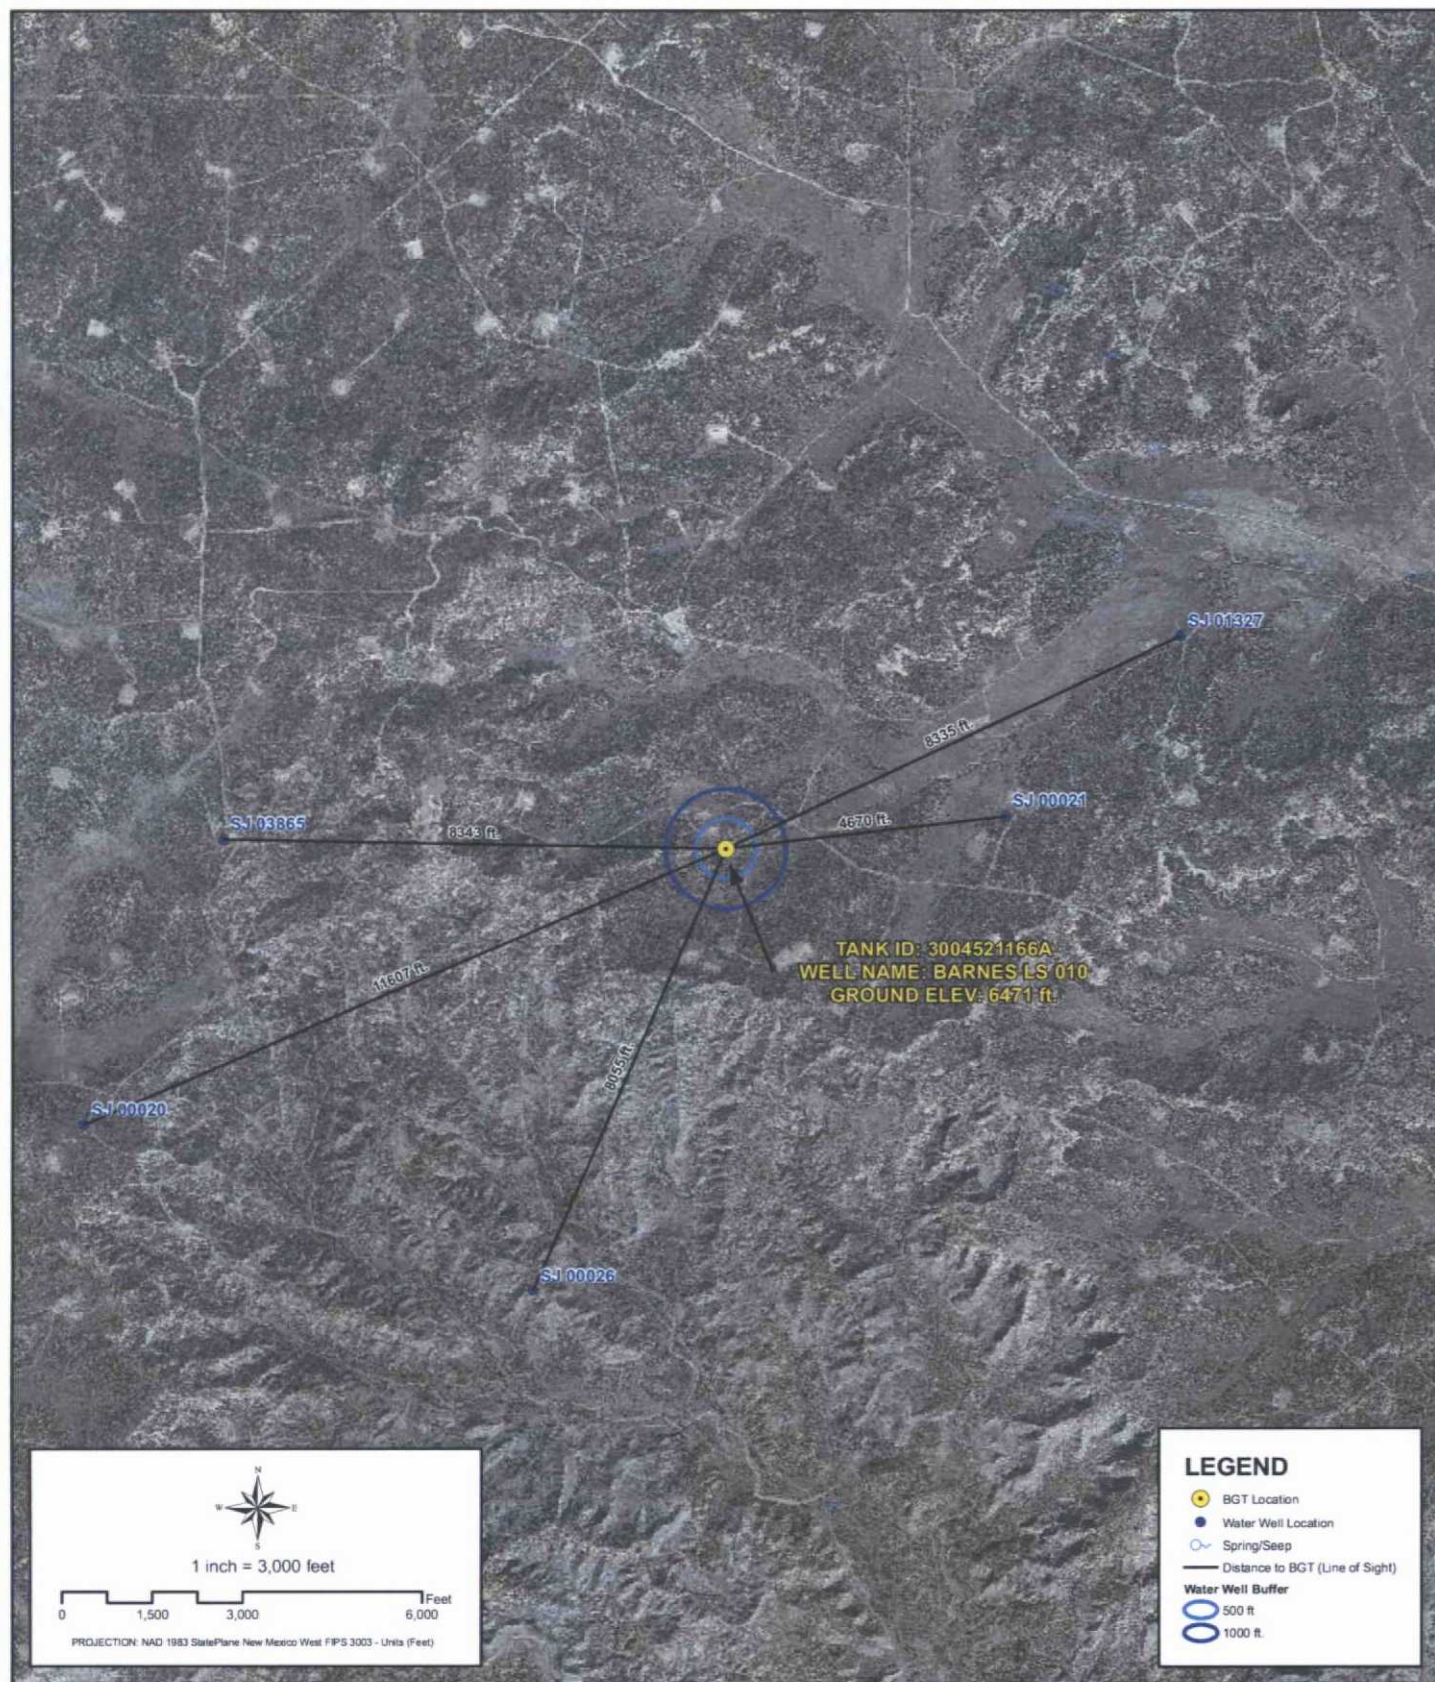 SJ 01327
8335 ft.
SJ 00021
4670 ft.
SJ 03865
8343 ft.
TANK ID: 3004521166A
WELL NAME: BARNES LS 010
GROUND ELEV: 6471 ft.
11607 ft.
8055 ft.
SJ 00020
SJ 00026
N
W E
S
1 inch = 3,000 feet
Feet
0 1,500 3,000 6,000
PROJECTION: NAD 1983 StatePlane New Mexico West FIPS 3003 - Units (Feet)
LEGEND
BGT Location
Water Well Location
Spring/Seep
Distance to BGT (Line of Sight)
Water Well Buffer
500 ft
1000 ft.